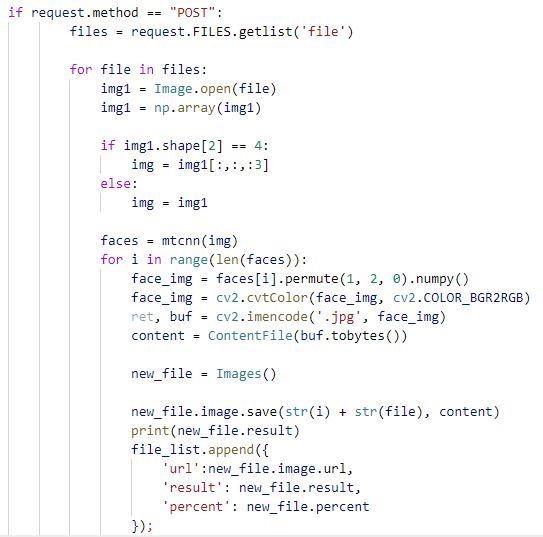 if request.method == "POST":
files = request.FILES.getlist('file')
for file in files:
img1 = Image.open(file)
img1 = np.array(img1)
if img1.shape[2] == 4:
img = img1[:,:,:3]
else:
img = img1
faces = mtcnn(img)
for i in range(len(faces)):
face_img = faces[i].permute(1, 2, 0).numpy()
face_img = cv2.cvtColor(face_img, cv2.COLOR_BGR2RGB)
ret, buf = cv2.imencode('.jpg', face_img)
content = ContentFile(buf.tobytes())
new_file = Images()
new_file.image.save(str(i) + str(file), content)
print(new_file.result)
file_list.append({
'url':new_file.image.url,
'result': new_file.result,
'percent': new_file.percent
});